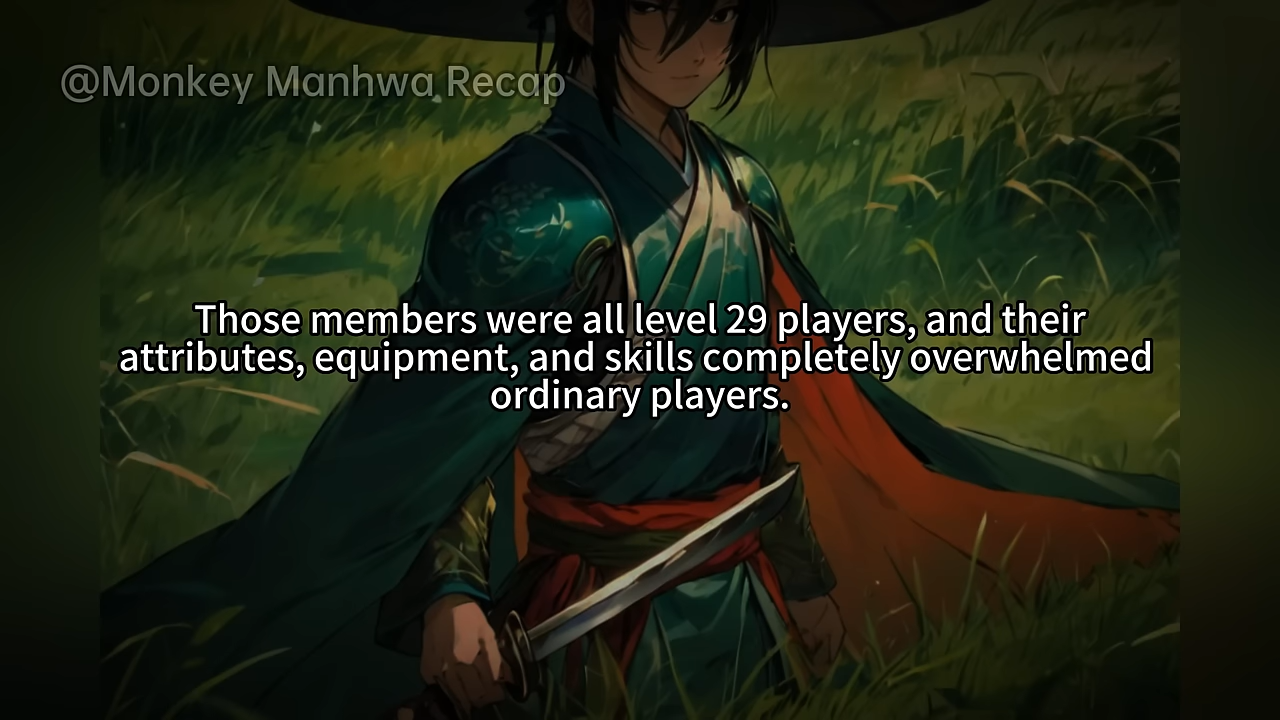 @Monkey Manhwa Recap
Those members were all level 29 players, and their
attributes, equipment, and skills completely overwhelmed
ordinary players.